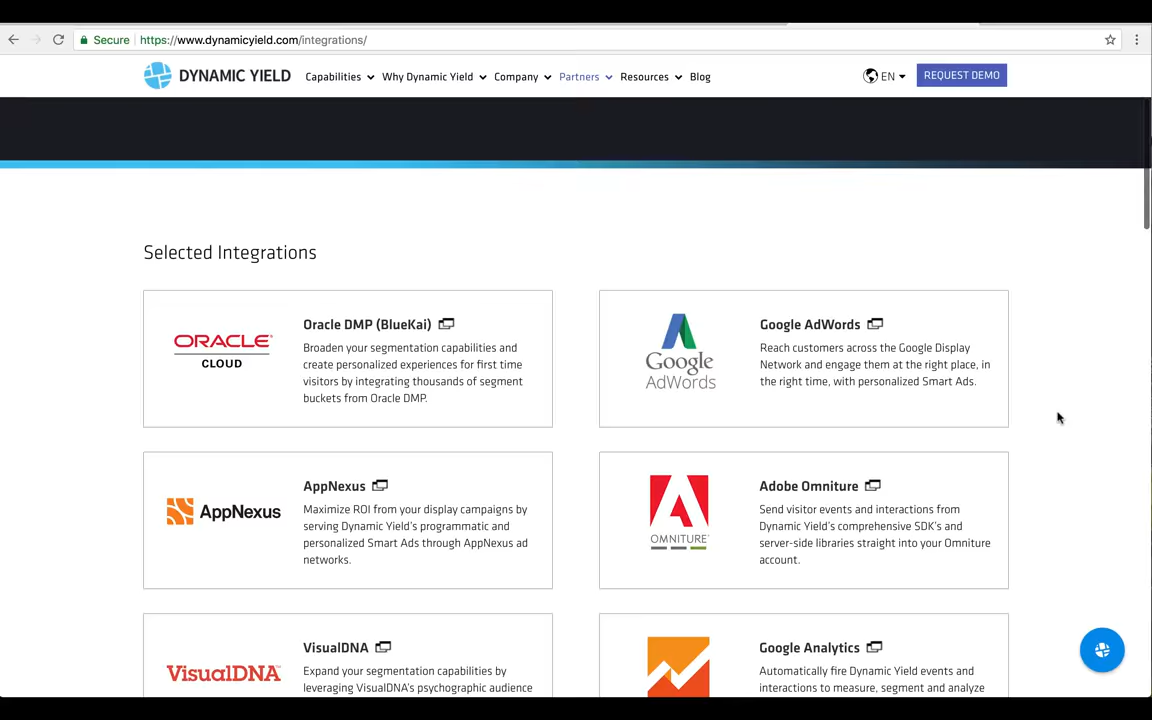 Secure https://www.dynamicyield.com/integrations/
DYNAMIC YIELD Capabilities Why Dynamic Yield Company Partners Resources Blog EN REQUEST DEMO
Selected Integrations
ORACLE
CLOUD
Oracle DMP (BlueKai)
Broaden your segmentation capabilities and
create personalized experiences for first time
visitors by integrating thousands of segment
buckets from Oracle DMP.
Google
AdWords
Google AdWords
Reach customers across the Google Display
Network and engage them at the right place, in
the right time, with personalized Smart Ads.
AppNexus
AppNexus
Maximize ROI from your display campaigns by
serving Dynamic Yield's programmatic and
personalized Smart Ads through AppNexus ad
networks.
OMNITURE
Adobe Omniture
Send visitor events and interactions from
Dynamic Yield's comprehensive SDK's and
server-side libraries straight into your Omniture
account.
VisualDNA
VisualDNA
Expand your segmentation capabilities by
leveraging VisualDNA's psychographic audience
Google Analytics
Automatically fire Dynamic Yield events and
interactions to measure, segment and analyze